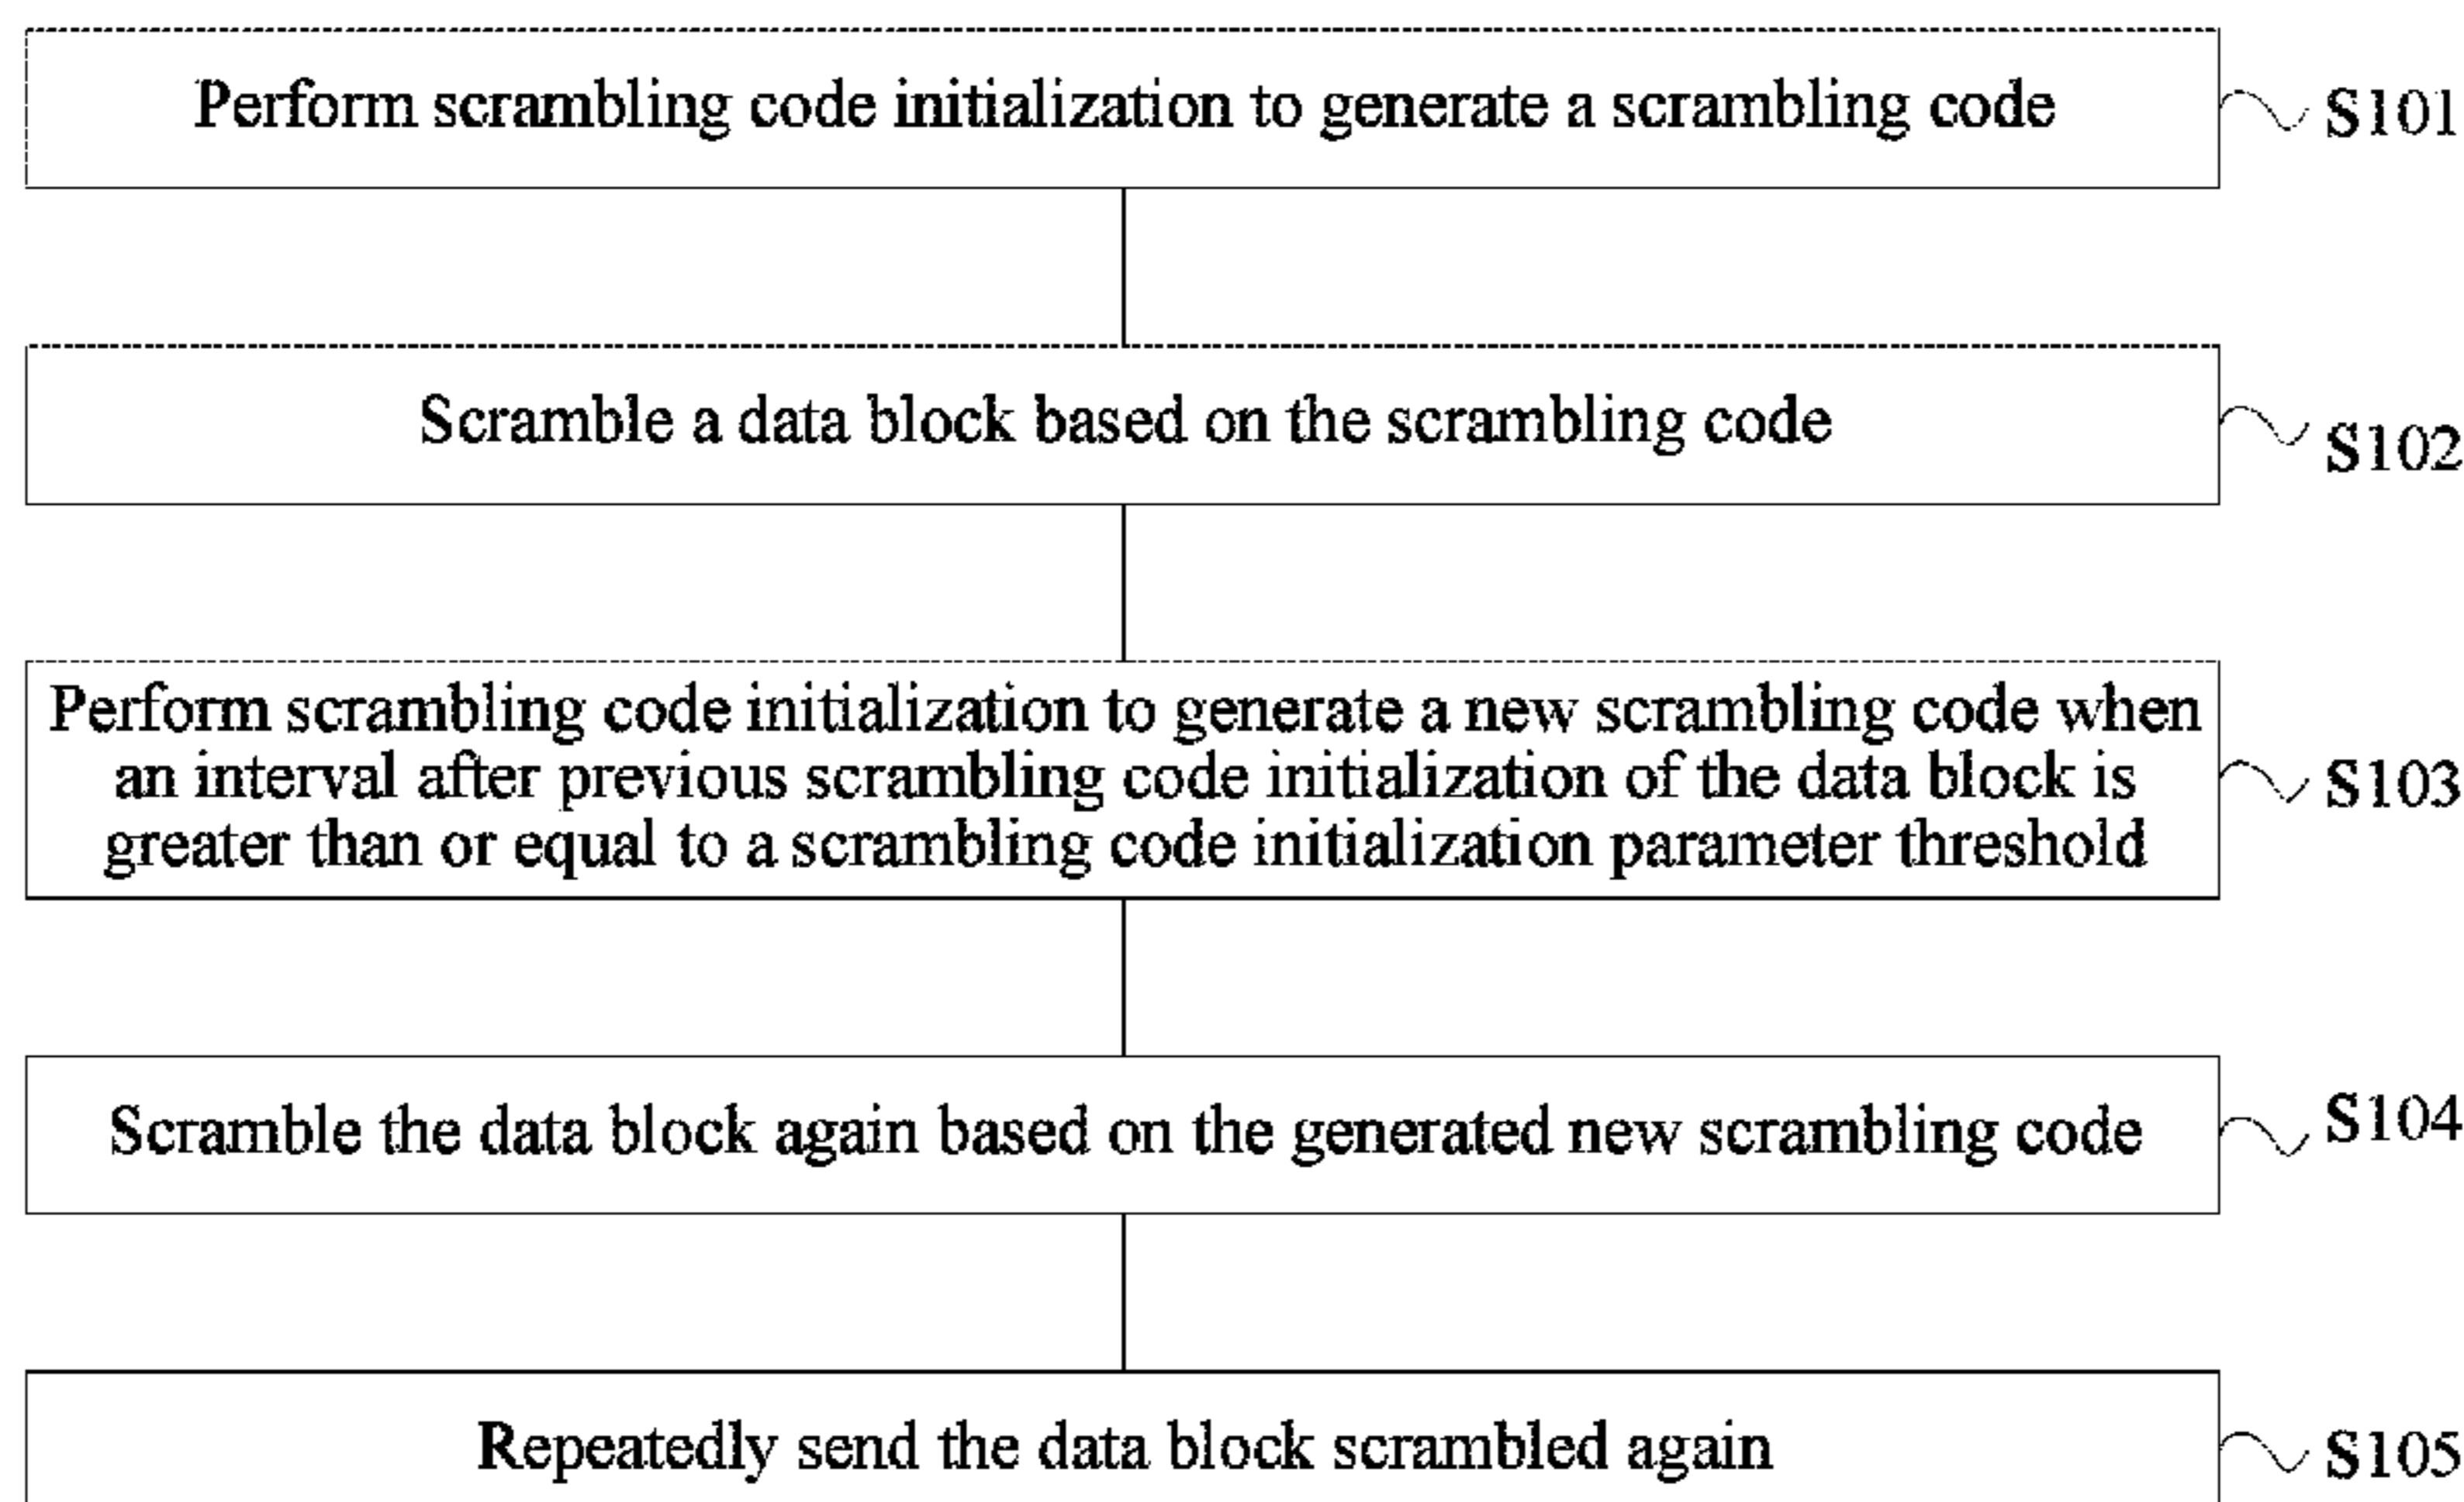 Perform scrambling code initialization to generate a scrambling code
S101
Scramble a data block based on the scrambling code
S102
Perform scrambling code initialization to generate a new scrambling code when
an interval after previous scrambling code initialization of the data block is
greater than or equal to a scrambling code initialization parameter threshold
S103
Scramble the data block again based on the generated new scrambling code
S104
Repeatedly send the data block scrambled again
S105